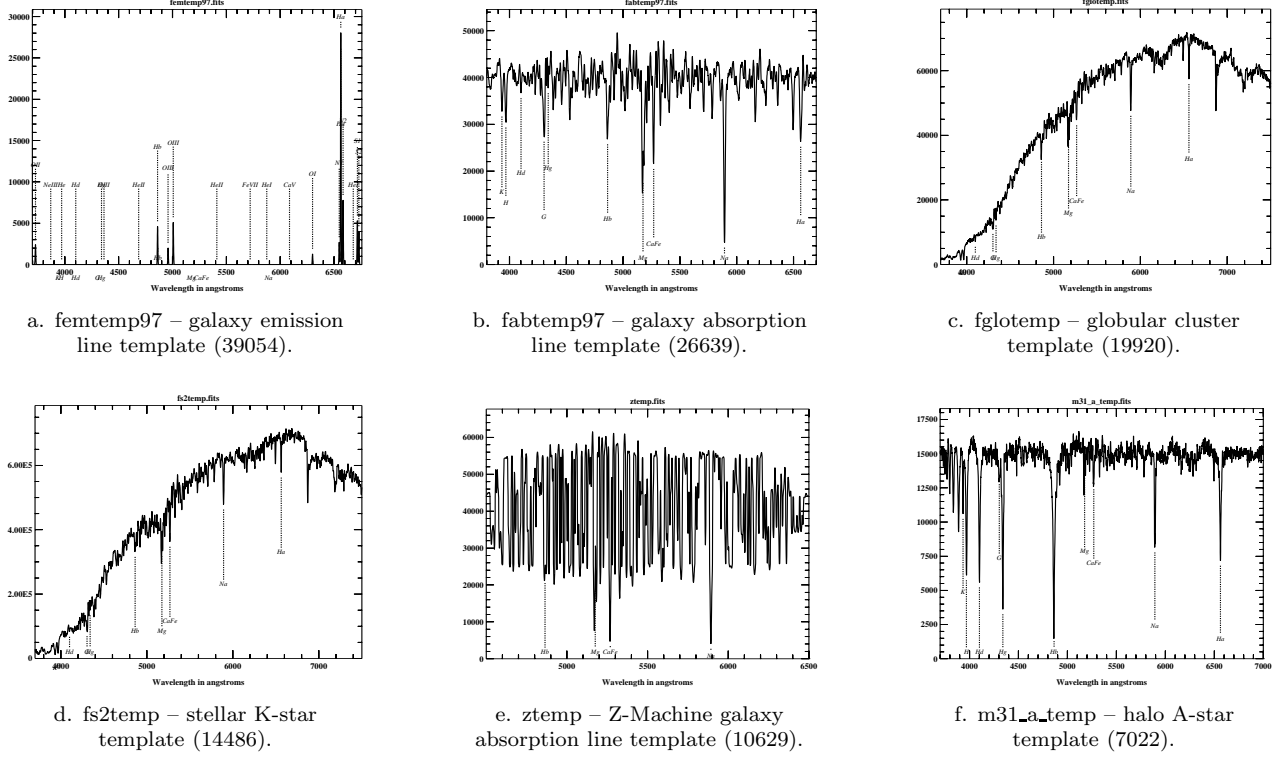 femtemp97.fits
30000
25000
20000
15000
10000
5000
0
Ha
Hb
OIII
OI
HeII
FeVII
HeI
CaV
4000 4500 5000 5500 6000 6500
Wavelength in angstroms
a. femtemp97 – galaxy emission
line template (39054).
fabtemp97.fits
50000
40000
30000
20000
10000
0
K
H
Hd
G
Hg
Hb
Mg
CaFe
Na
Ha
4000 4500 5000 5500 6000 6500
Wavelength in angstroms
b. fabtemp97 – galaxy absorption
line template (26639).
fglotemp.fits
60000
40000
20000
0
Hd
Hb
Mg
CaFe
Na
Ha
4000 5000 6000 7000
Wavelength in angstroms
c. fglotemp – globular cluster
template (19920).
fs2temp.fits
6.00E5
4.00E5
2.00E5
0
Hd
Hb
Mg
CaFe
Na
Ha
4000 5000 6000 7000
Wavelength in angstroms
d. fs2temp – stellar K-star
template (14486).
ztemp.fits
60000
50000
40000
30000
20000
10000
0
Hb
Mg
CaFe
Na
5000 5500 6000 6500
Wavelength in angstroms
e. ztemp – Z-Machine galaxy
absorption line template (10629).
m31_a_temp.fits
17500
15000
12500
10000
7500
5000
2500
0
K
H
Hd
G
Hg
Hb
Mg
CaFe
Na
Ha
4000 4500 5000 5500 6000 6500 7000
Wavelength in angstroms
f. m31_a_temp – halo A-star
template (7022).